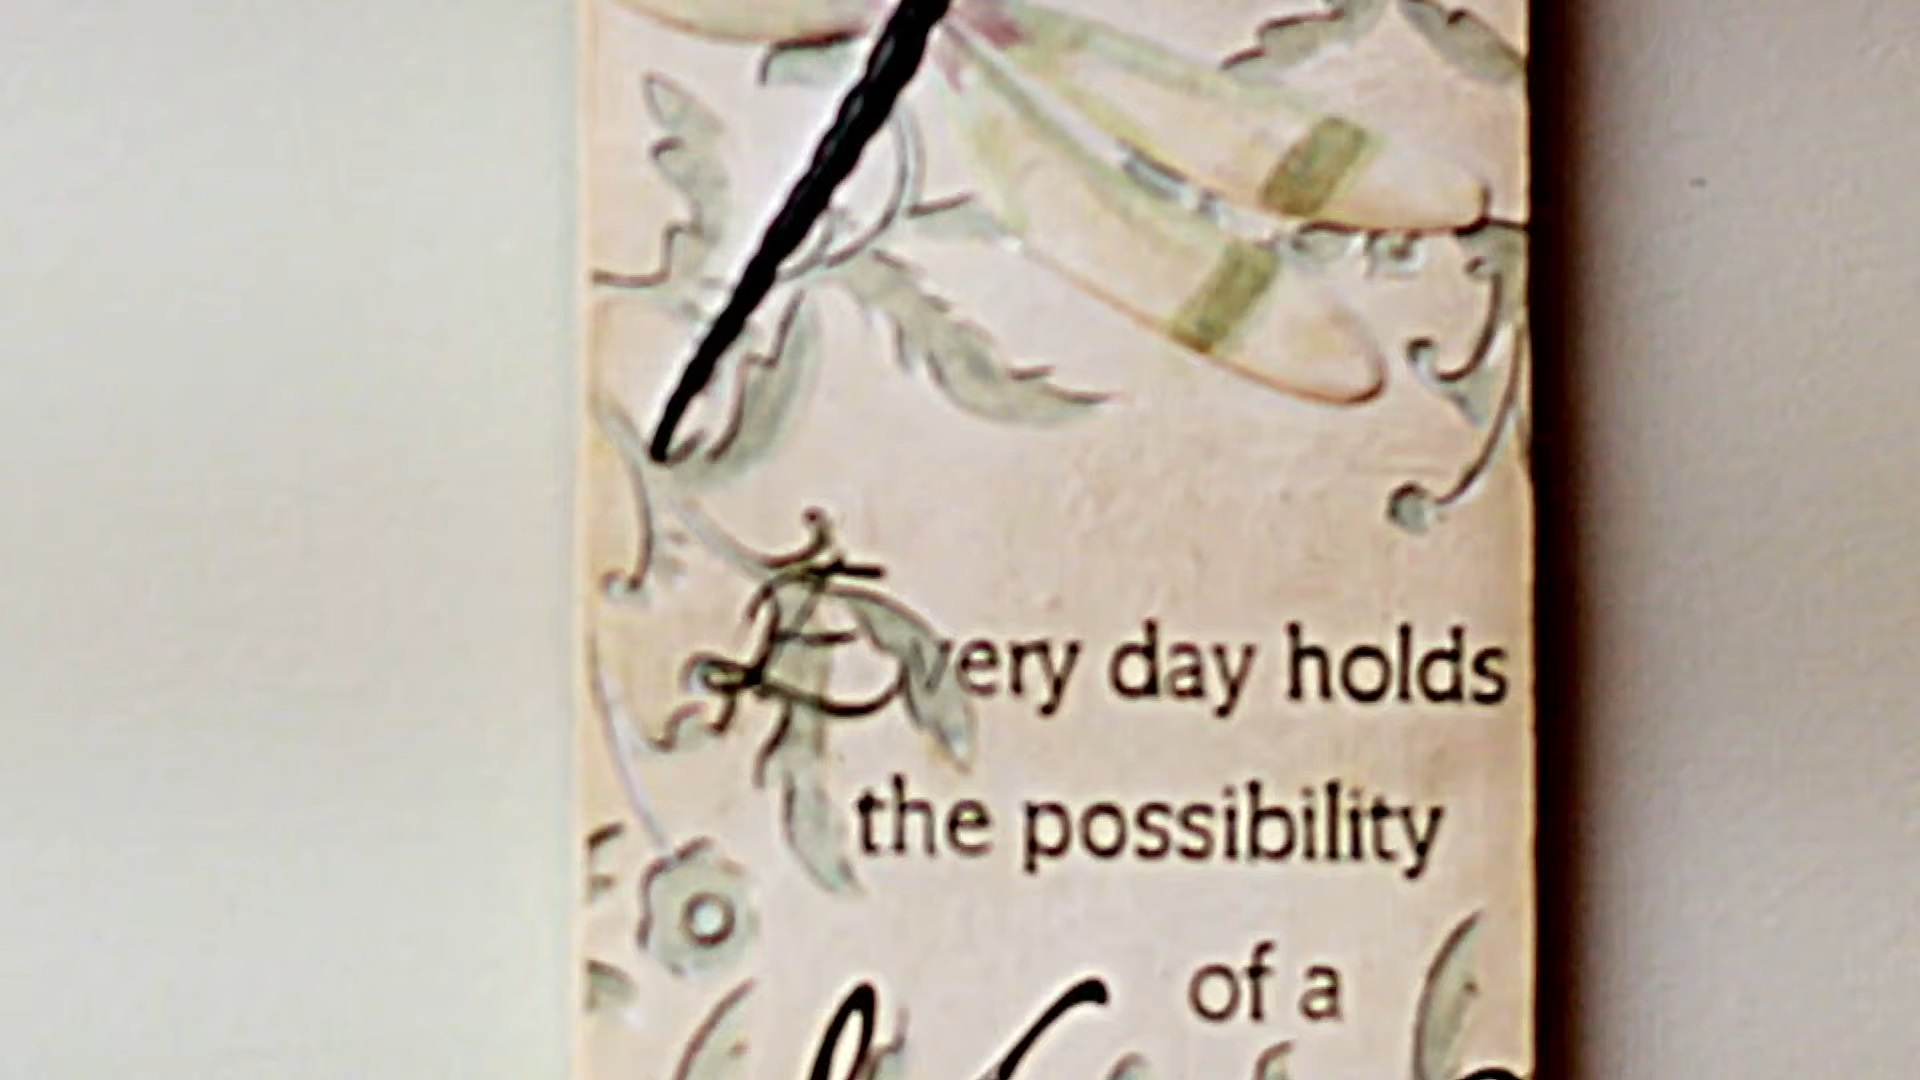 Every day holds
the possibility
of a